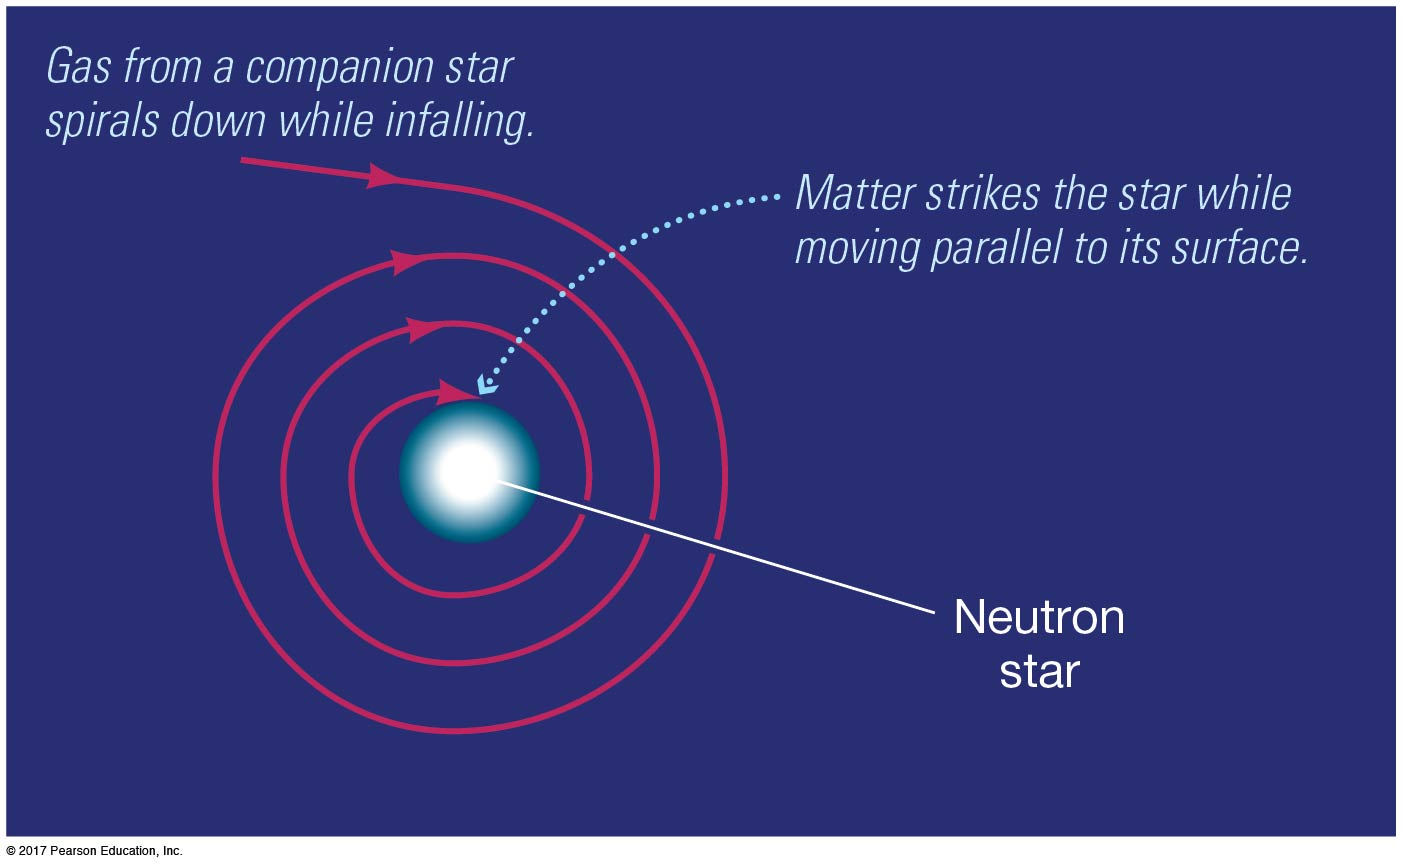 Gas from a companion star
spirals down while infalling.
Matter strikes the star while
moving parallel to its surface.
Neutron
star
© 2017 Pearson Education, Inc.